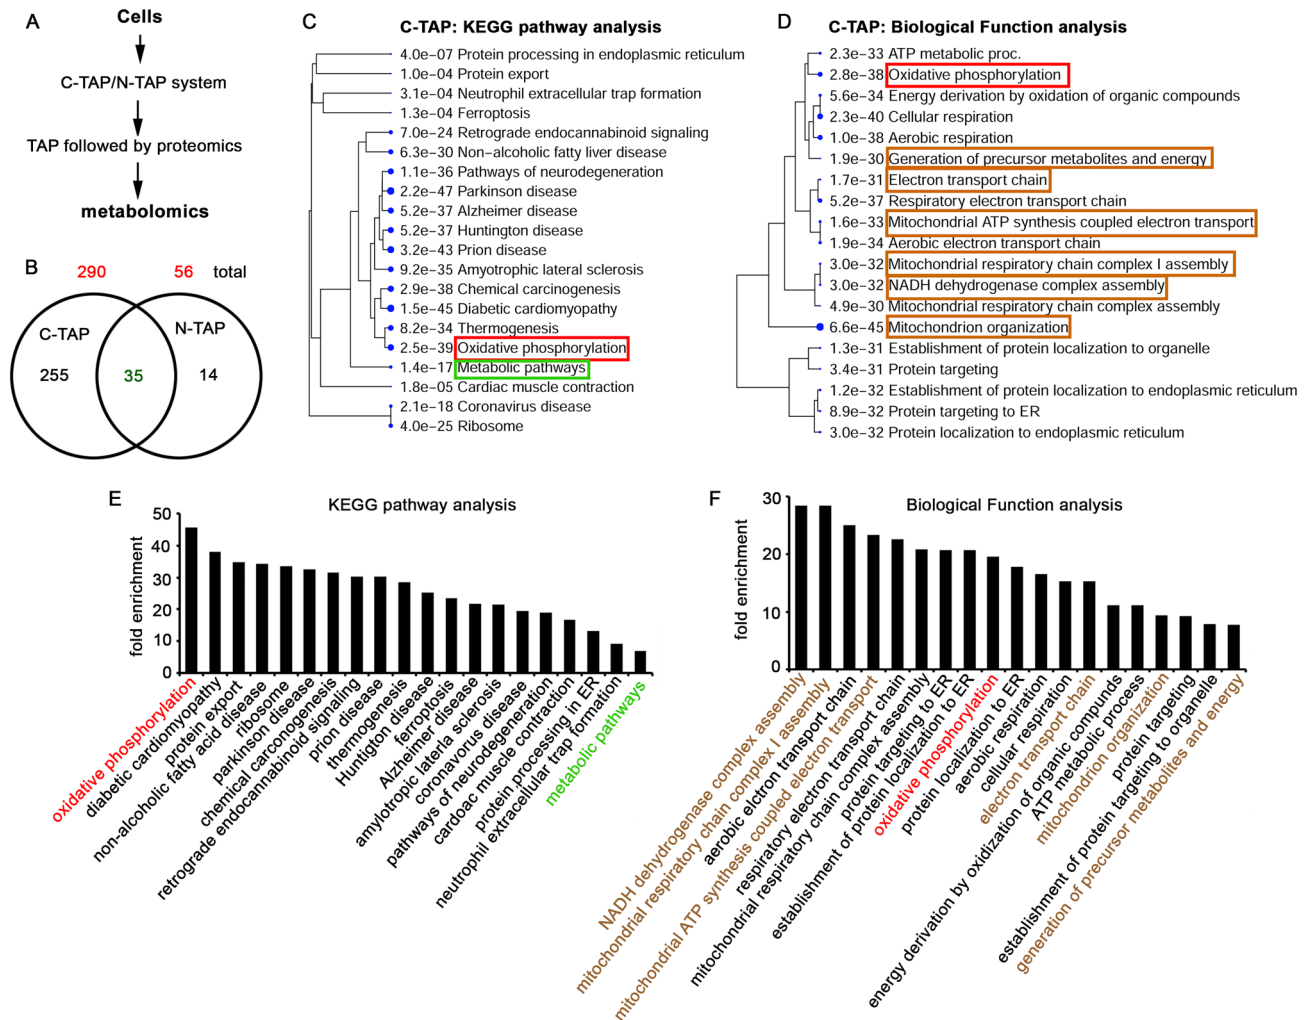 A
Cells
C-TAP/N-TAP system
TAP followed by proteomics
metabolomics
B
290
56
total
C-TAP
N-TAP
255
35
14
C
C-TAP: KEGG pathway analysis
4.0e-07 Protein processing in endoplasmic reticulum
1.0e-04 Protein export
3.1e-04 Neutrophil extracellular trap formation
1.3e-04 Ferroptosis
7.0e-24 Retrograde endocannabinoid signaling
6.3e-30 Non-alcoholic fatty liver disease
1.1e-36 Pathways of neurodegeneration
2.2e-47 Parkinson disease
5.2e-37 Alzheimer disease
5.2e-37 Huntington disease
3.2e-43 Prion disease
9.2e-35 Amyotrophic lateral sclerosis
2.9e-38 Chemical carcinogenesis
1.5e-45 Diabetic cardiomyopathy
8.2e-34 Thermogenesis
2.5e-39 Oxidative phosphorylation
1.4e-17 Metabolic pathways
1.8e-05 Cardiac muscle contraction
2.1e-18 Coronavirus disease
4.0e-25 Ribosome
D
C-TAP: Biological Function analysis
2.3e-33 ATP metabolic proc.
2.8e-38 Oxidative phosphorylation
5.6e-34 Energy derivation by oxidation of organic compounds
2.3e-40 Cellular respiration
1.0e-38 Aerobic respiration
1.9e-30 Generation of precursor metabolites and energy
1.7e-31 Electron transport chain
5.2e-37 Respiratory electron transport chain
1.6e-33 Mitochondrial ATP synthesis coupled electron transport
1.9e-34 Aerobic electron transport chain
3.0e-32 Mitochondrial respiratory chain complex I assembly
3.0e-32 NADH dehydrogenase complex assembly
4.9e-30 Mitochondrial respiratory chain complex assembly
6.6e-45 Mitochondrion organization
1.3e-31 Establishment of protein localization to organelle
3.4e-31 Protein targeting
1.2e-32 Establishment of protein localization to endoplasmic reticulum
8.9e-32 Protein targeting to ER
3.0e-32 Protein localization to endoplasmic reticulum
E
KEGG pathway analysis
fold enrichment
50
40
30
20
10
0
oxidative phosphorylation
diabetic cardiomyopathy
protein export
non-alcoholic fatty acid disease
ribosome
parkinson disease
chemical carconogenesis
retrograde endocannabinoid signaling
prion disease
thermogenesis
Huntigton disease
ferroptosis
Alzheimer disease
amylotropic laterla sclerosis
coronavorus disease
pathways of neurodegeneration
cardoac muscle contraction
protein processing in ER
neutrophil extracellular trap formation
metabolic pathways
F
Biological Function analysis
fold enrichment
30
20
10
0
NADH dehydrogenase complex assembly
mitochondrial respiratory chain complex I assembly
aerobic elctron transport chain
mitochondrial ATP synthesis coupled electron transport
respiratory electron transport chain
mitochondrial respiratory chain complex assembly
protein targeting to ER
establishment of protein localization to ER
oxidative phosphorylation
protein localization to ER
aerobic respiration
cellular respiration
electron transport chain
energy derivation by oxidization of organic compounds
ATP metabolic process
mitochondrion organization
protein targeting
establishment of protein targeting to organelle
generation of precursor metabolites and energy